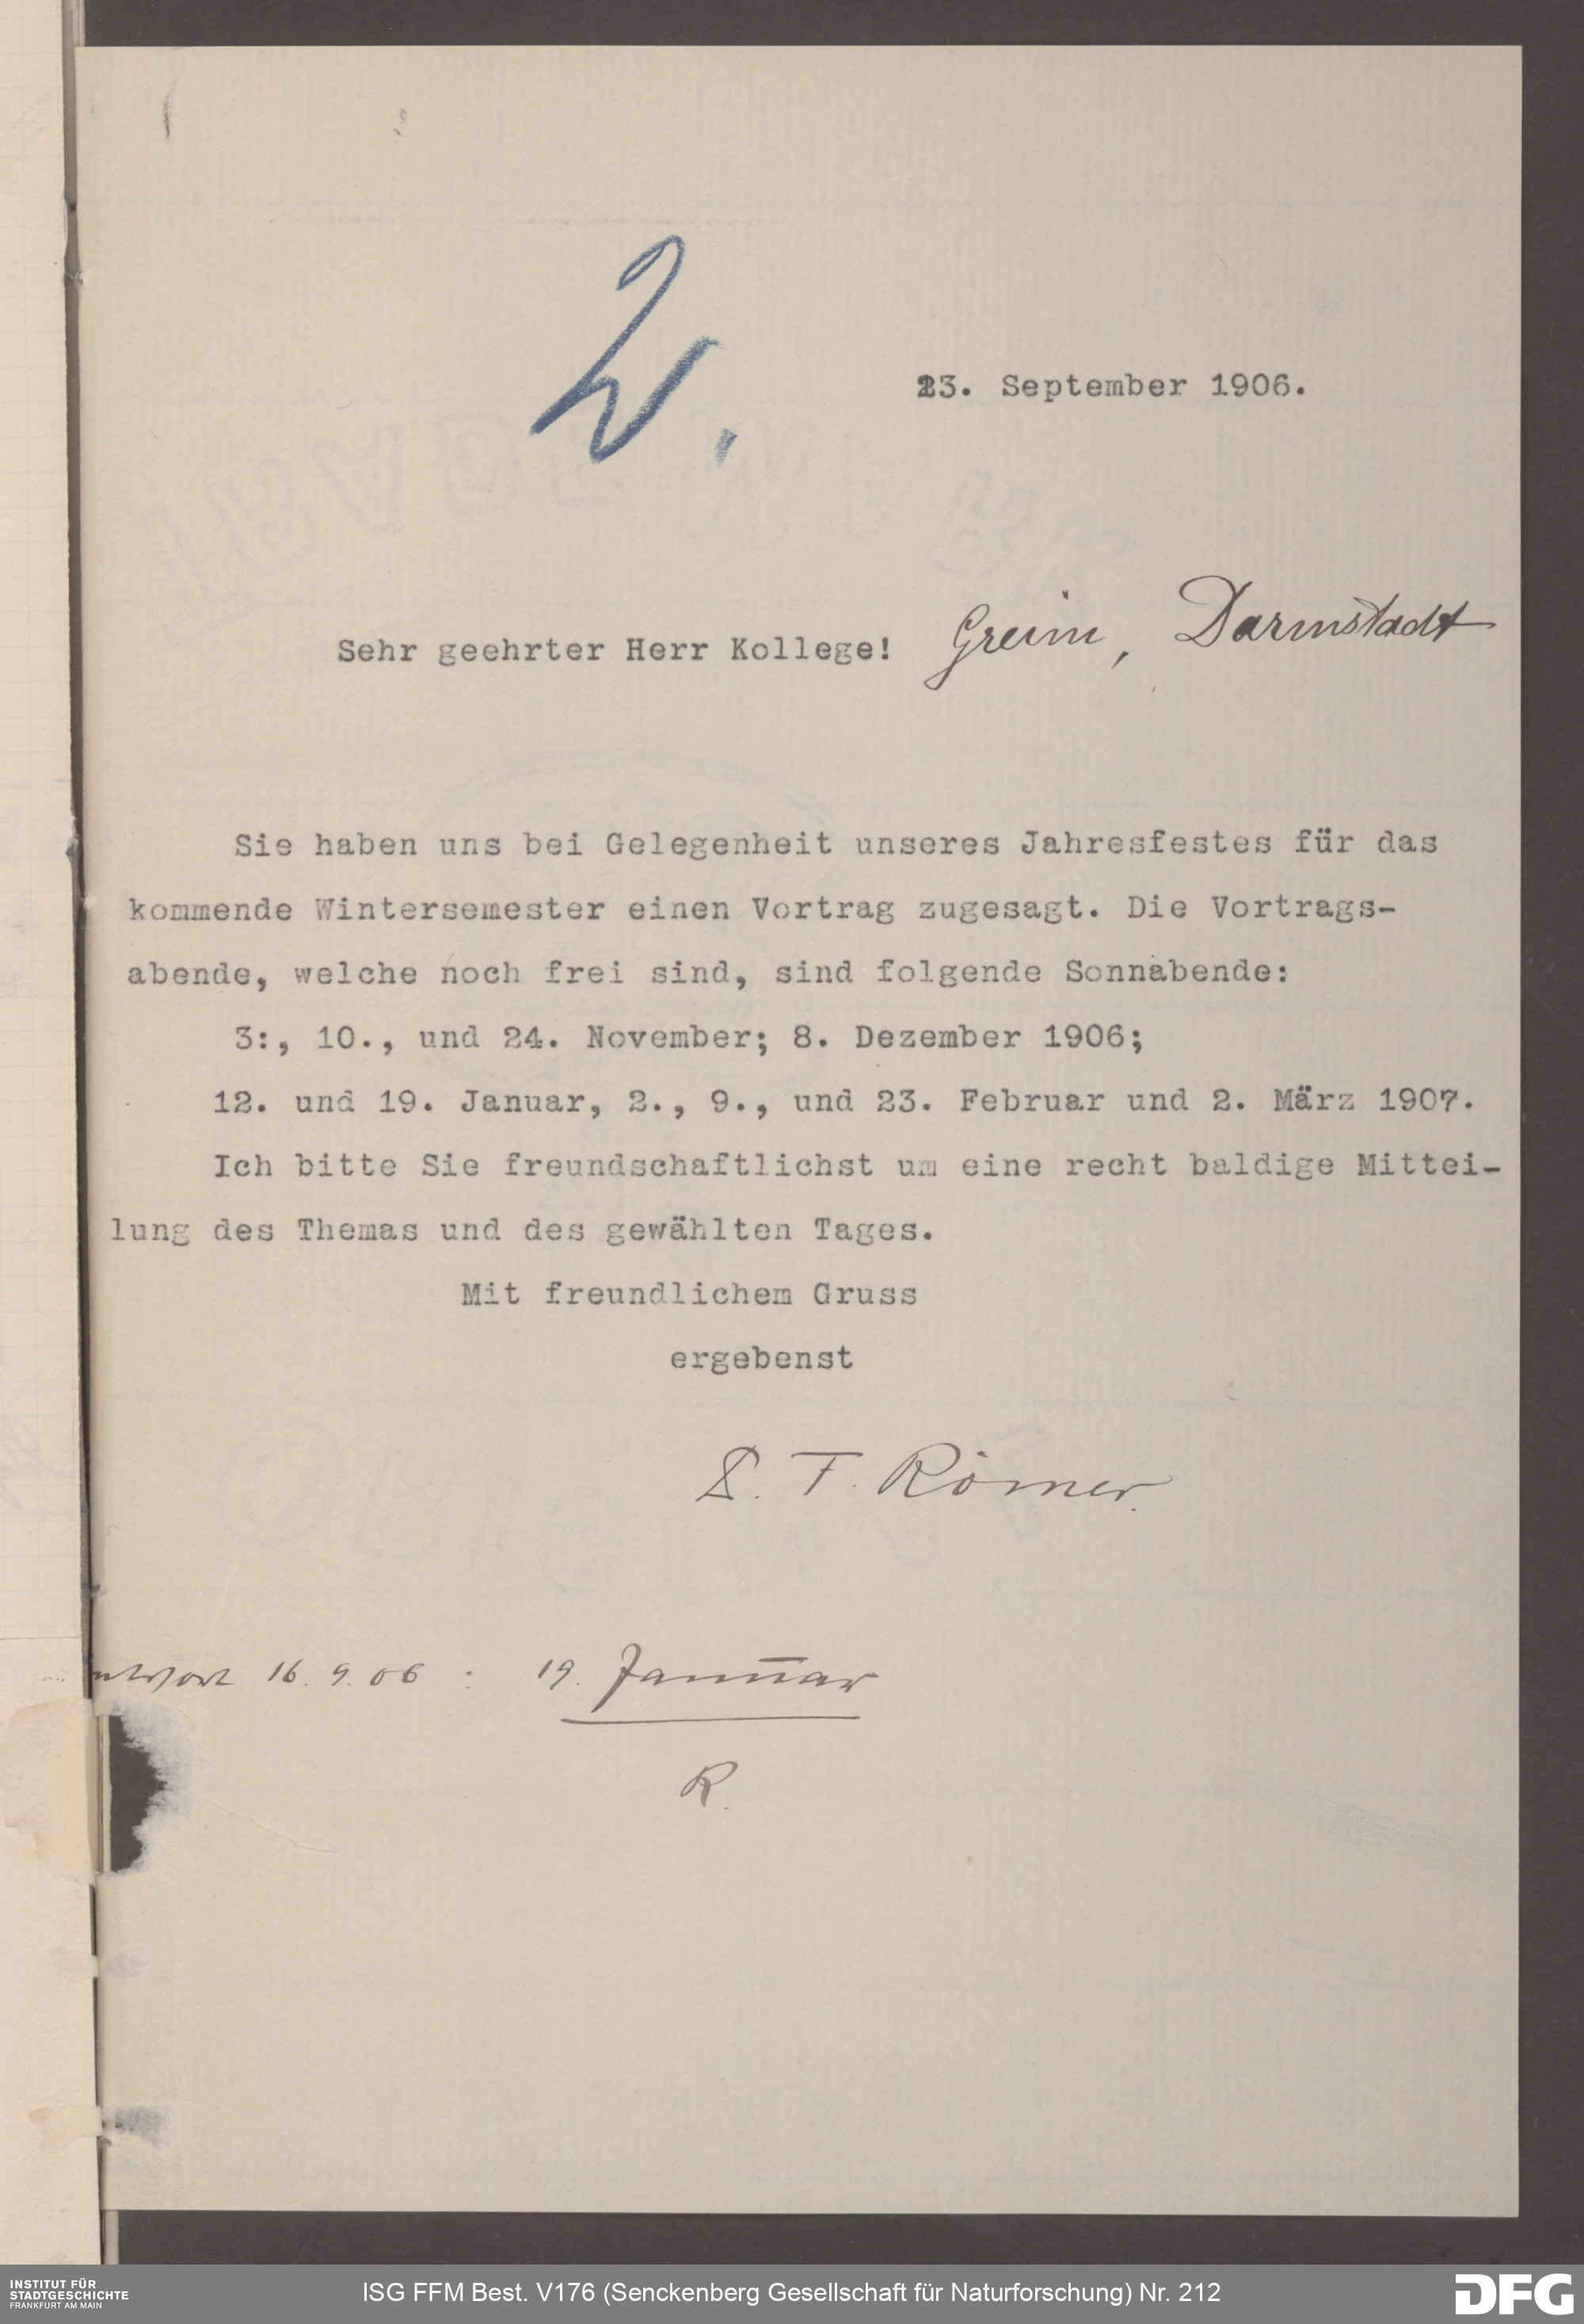 W.
13. September 1906.
Sehr geehrter Herr Kollege! Greim, Darmstadt
Sie haben uns bei Gelegenheit unseres Jahresfestes für das
kommende Wintersemester einen Vortrag zugesagt. Die Vortrags-
abende, welche noch frei sind, sind folgende Sonnabende:
3:, 10., und 24. November; 8. Dezember 1906;
12. und 19. Januar, 2., 9., und 23. Februar und 2. März 1907.
Ich bitte Sie freundschaftlichst um eine recht baldige Mittei-
lung des Themas und des gewählten Tages.
Mit freundlichem Gruss
ergebenst
D. F. Römer.
ntwort 16.9.06 : 19. Januar
R.
INSTITUT FÜR
STADTGESCHICHTE
FRANKFURT AM MAIN
ISG FFM Best. V176 (Senckenberg Gesellschaft für Naturforschung) Nr. 212
DFG